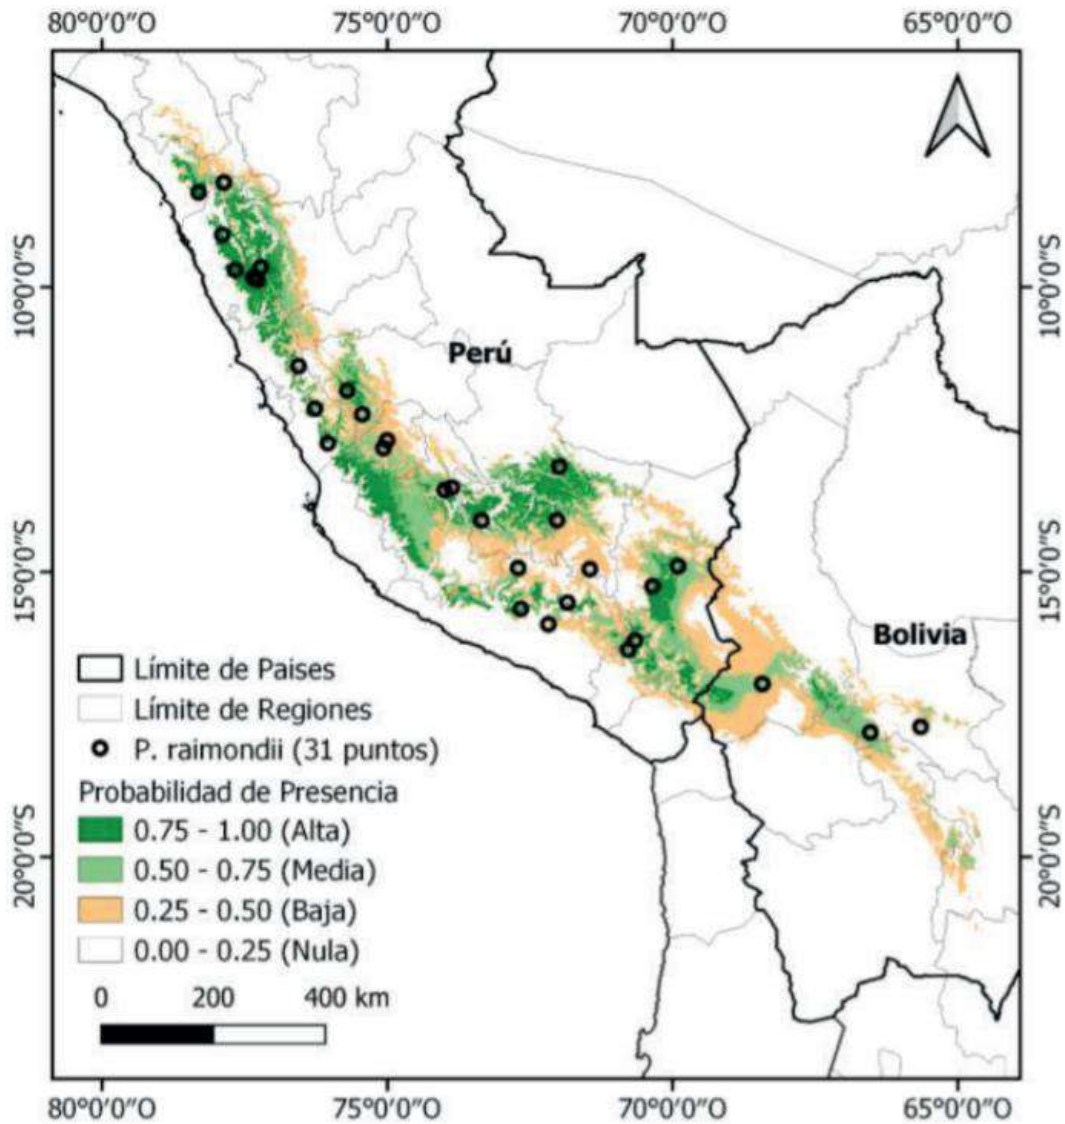 80°0'0"O 75°0'0"O 70°0'0"O 65°0'0"O
10°0'0"S 10°0'0"S
Perú
15°0'0"S 15°0'0"S
Bolivia
Límite de Paises
Límite de Regiones
P. raimondii (31 puntos)
Probabilidad de Presencia
0.75 - 1.00 (Alta)
0.50 - 0.75 (Media)
0.25 - 0.50 (Baja)
0.00 - 0.25 (Nula)
20°0'0"S 20°0'0"S
0 200 400 km
80°0'0"O 75°0'0"O 70°0'0"O 65°0'0"O